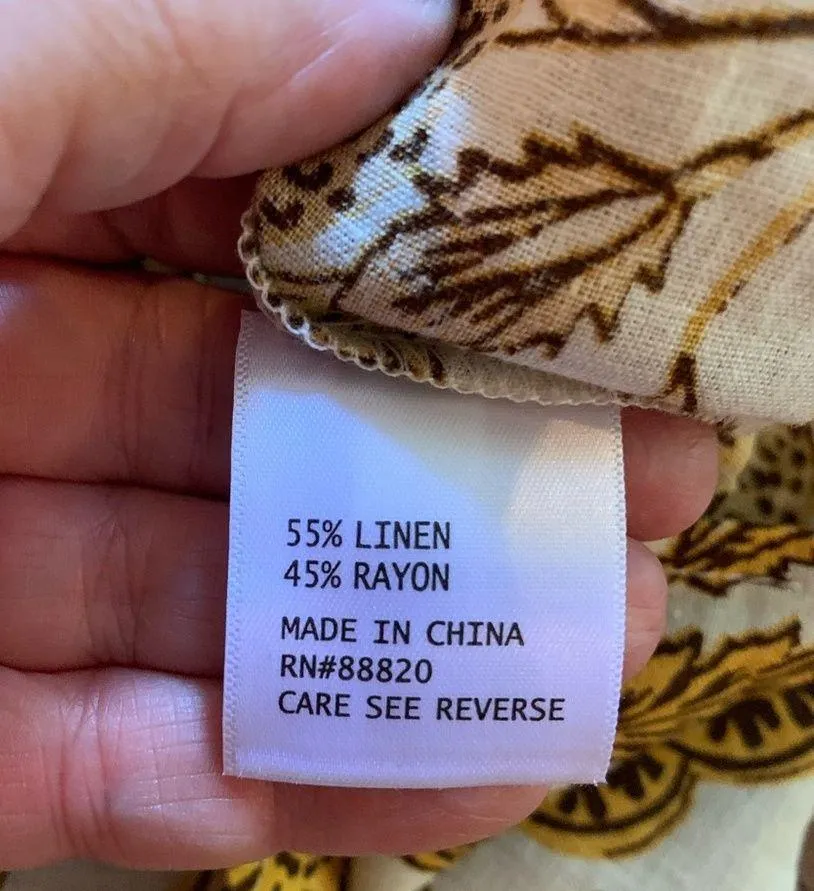 55% LINEN
45% RAYON
MADE IN CHINA
RN#88820
CARE SEE REVERSE